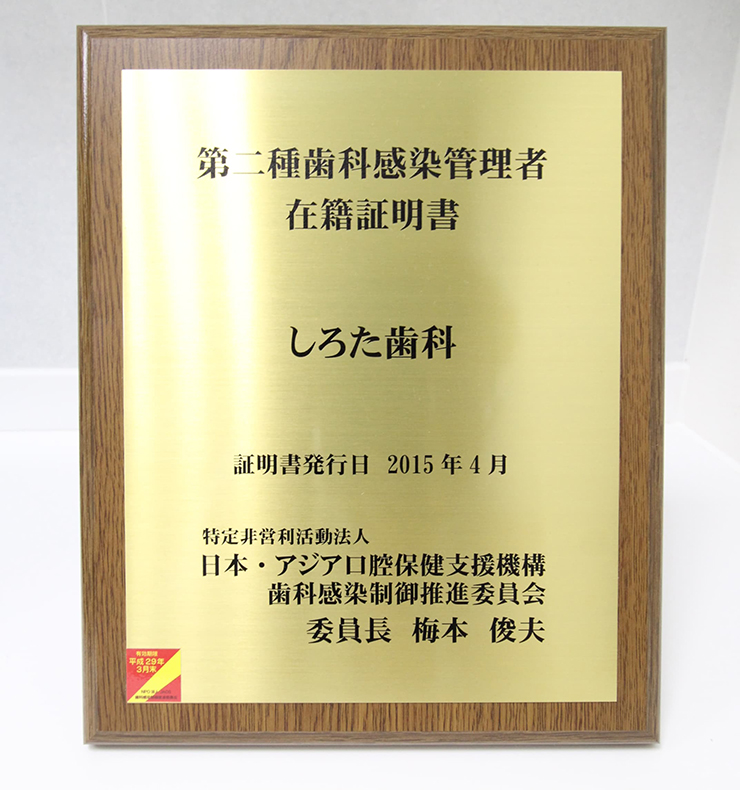 第二種歯科感染管理者
在籍証明書
しろた歯科
証明書発行日 2015年4月
特定非営利活動法人
日本・アジア口腔保健支援機構
歯科感染制御推進委員会
委員長 梅本 俊夫
有効期限
平成29年
3月末